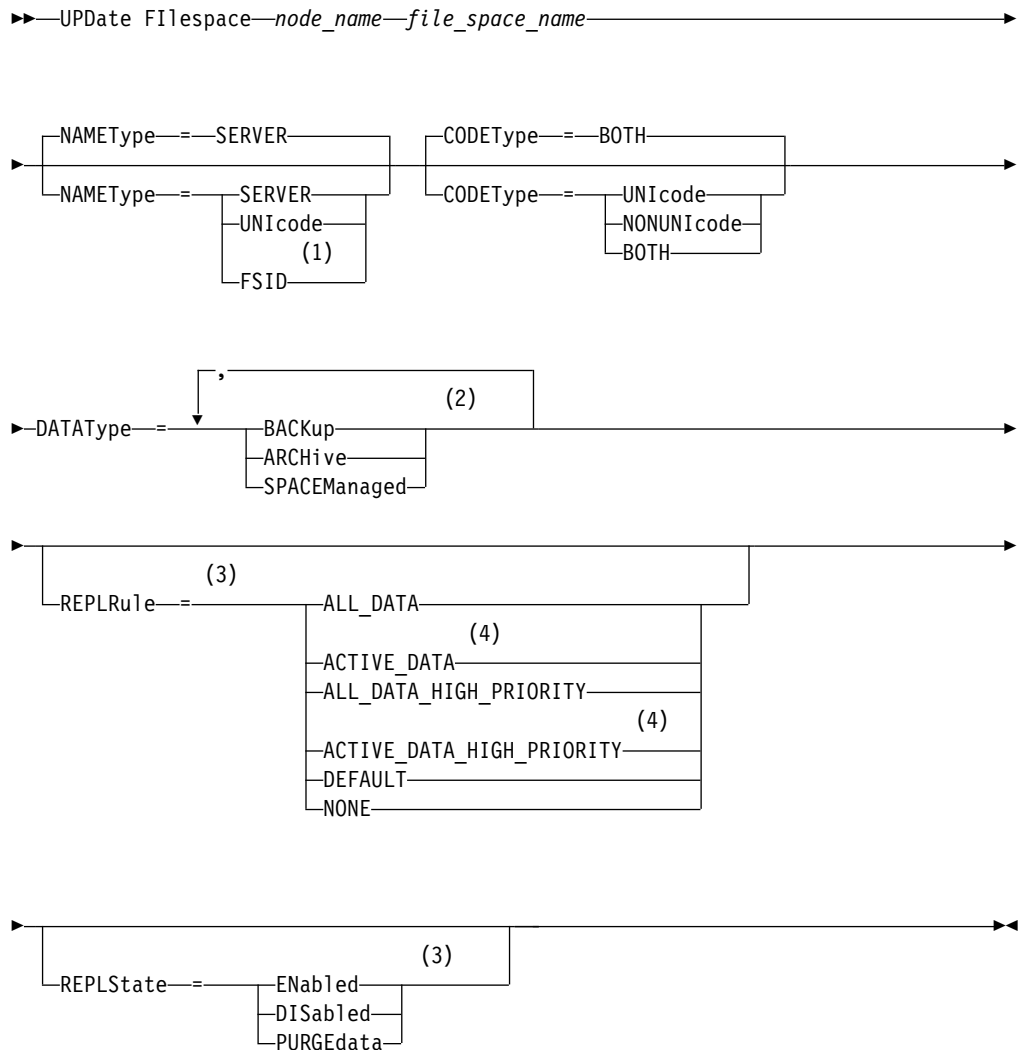 UPDate FIlespace node_name file_space_name
NAMEType = SERVER CODEType = BOTH
NAMEType = SERVER CODEType = UNIcode
UNIcode NONUNIcode
(1) BOTH
FSID
,
(2)
DATAType = BACKup
ARCHive
SPACEManaged
(3)
REPLRule = ALL_DATA
(4)
ACTIVE_DATA
ALL_DATA_HIGH_PRIORITY
(4)
ACTIVE_DATA_HIGH_PRIORITY
DEFAULT
NONE
(3)
REPLState = ENabled
DISabled
PURGEdata